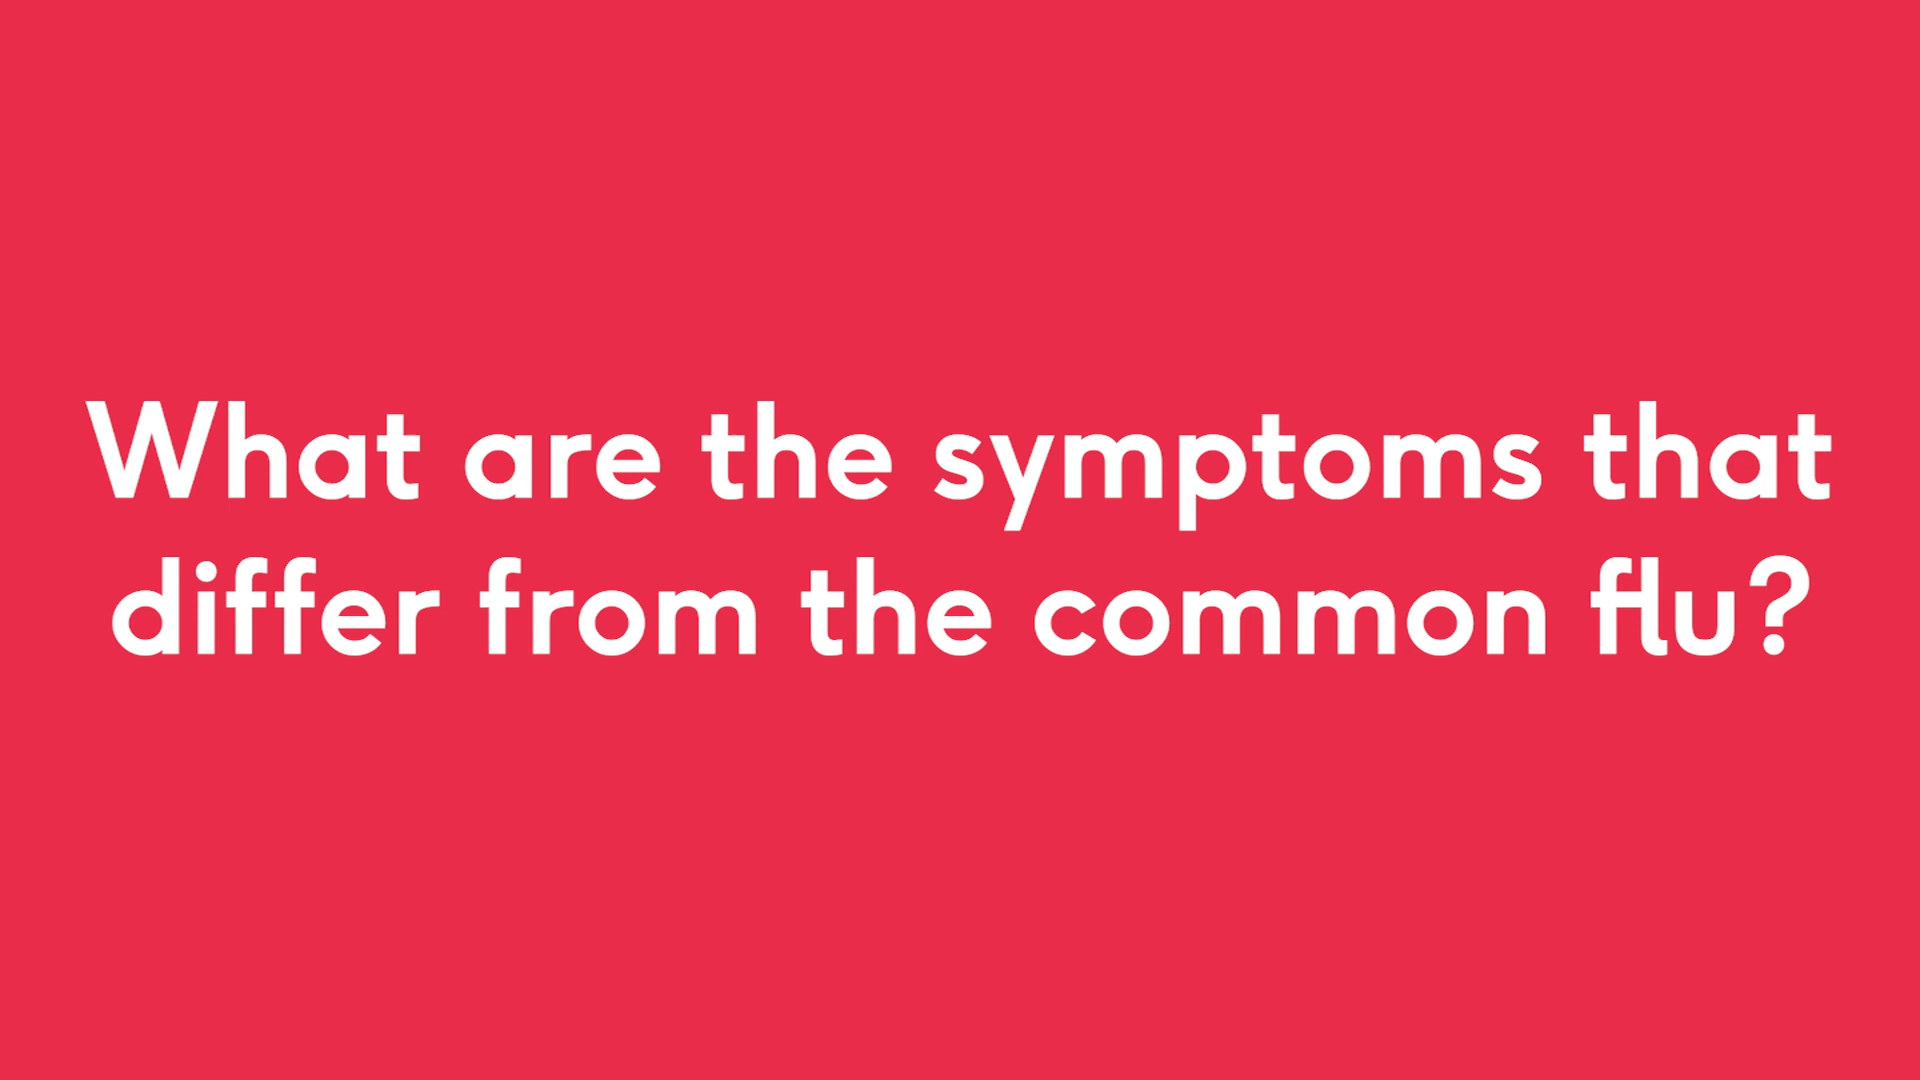 What are the symptoms that
differ from the common flu?